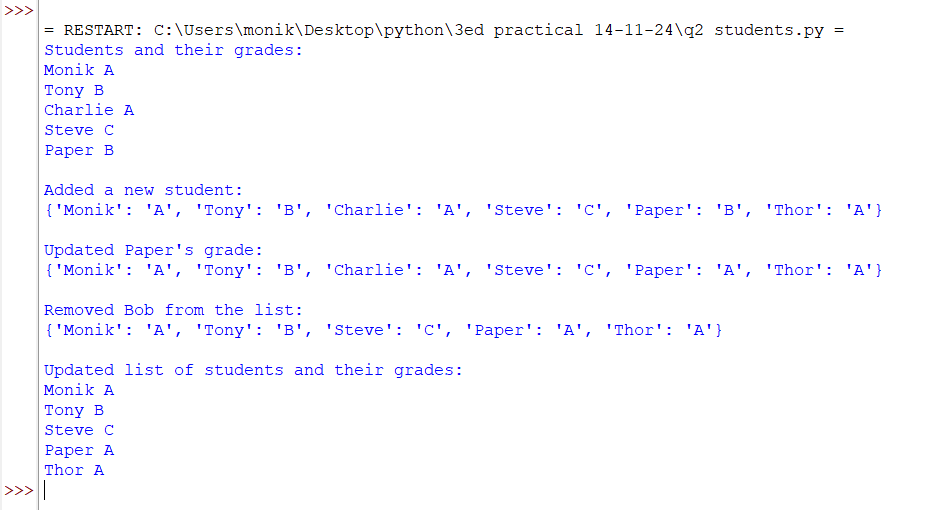 >>>
= RESTART: C:\Users\monik\Desktop\python\3ed practical 14-11-24\q2 students.py =
Students and their grades:
Monik A
Tony B
Charlie A
Steve C
Paper B
Added a new student:
{'Monik': 'A', 'Tony': 'B', 'Charlie': 'A', 'Steve': 'C', 'Paper': 'B', 'Thor': 'A'}
Updated Paper's grade:
{'Monik': 'A', 'Tony': 'B', 'Charlie': 'A', 'Steve': 'C', 'Paper': 'A', 'Thor': 'A'}
Removed Bob from the list:
{'Monik': 'A', 'Tony': 'B', 'Steve': 'C', 'Paper': 'A', 'Thor': 'A'}
Updated list of students and their grades:
Monik A
Tony B
Steve C
Paper A
Thor A
>>>